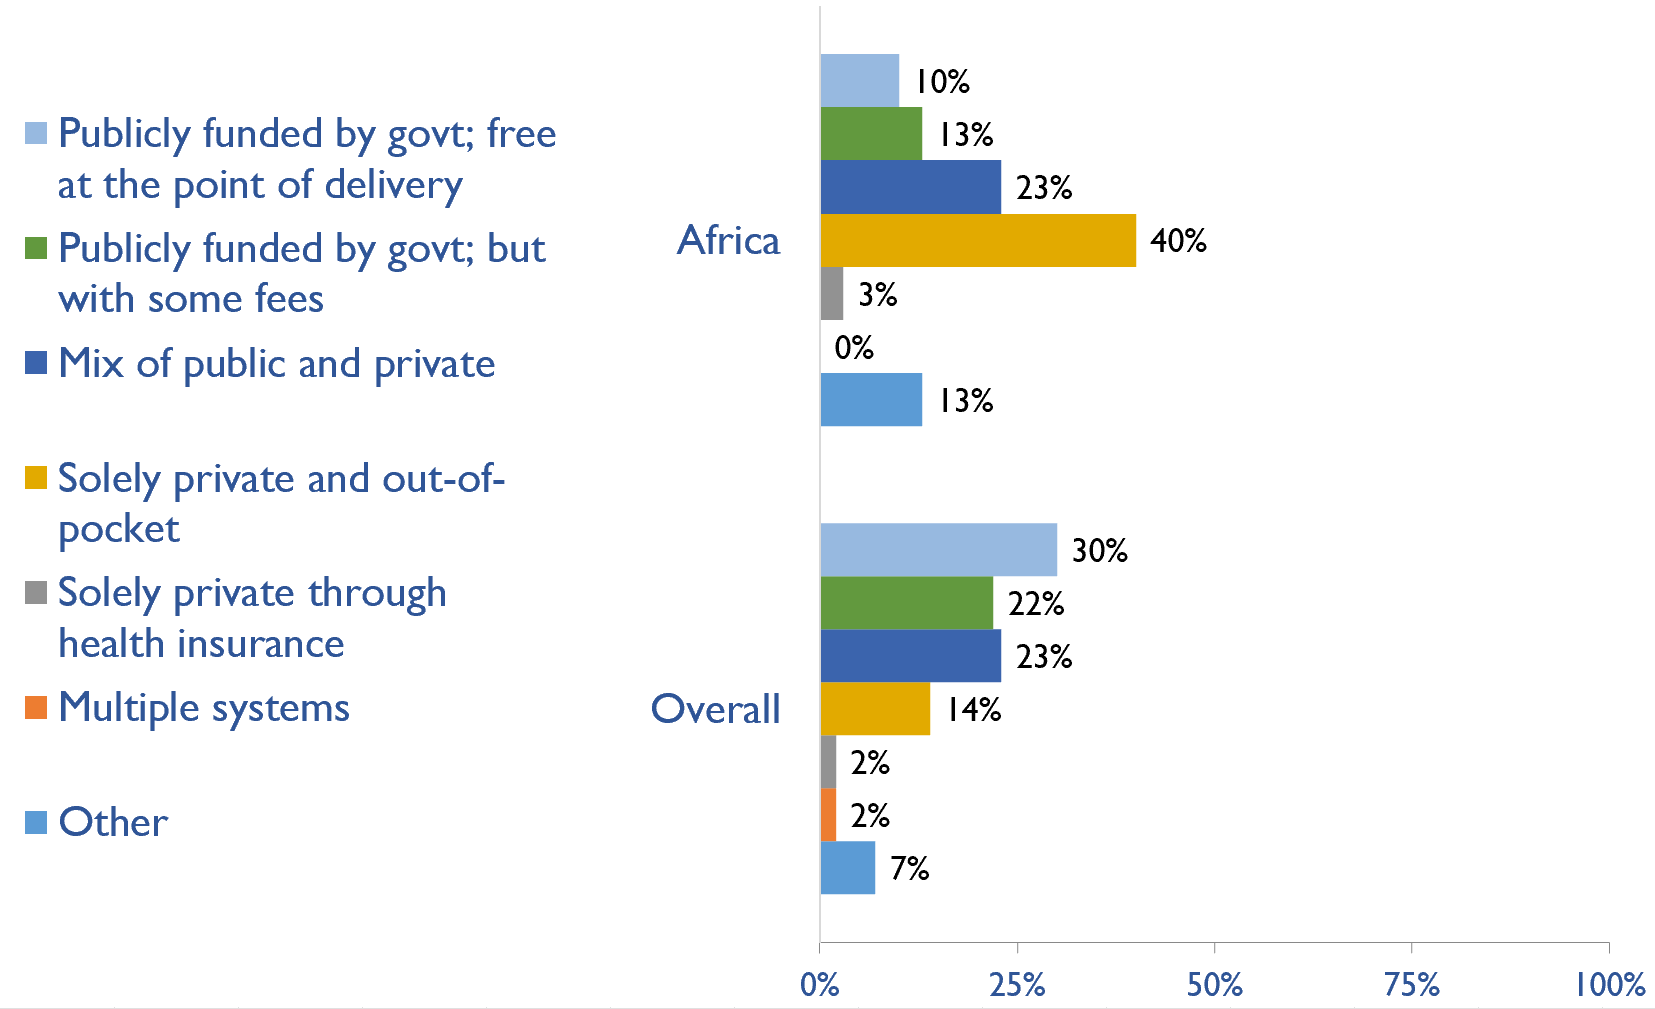 Publicly funded by govt; free
at the point of delivery
Publicly funded by govt; but
with some fees
Mix of public and private
Solely private and out-of-
pocket
Solely private through
health insurance
Multiple systems
Other
Africa
10%
13%
23%
40%
3%
0%
13%
Overall
30%
22%
23%
14%
2%
2%
7%
0% 25% 50% 75% 100%